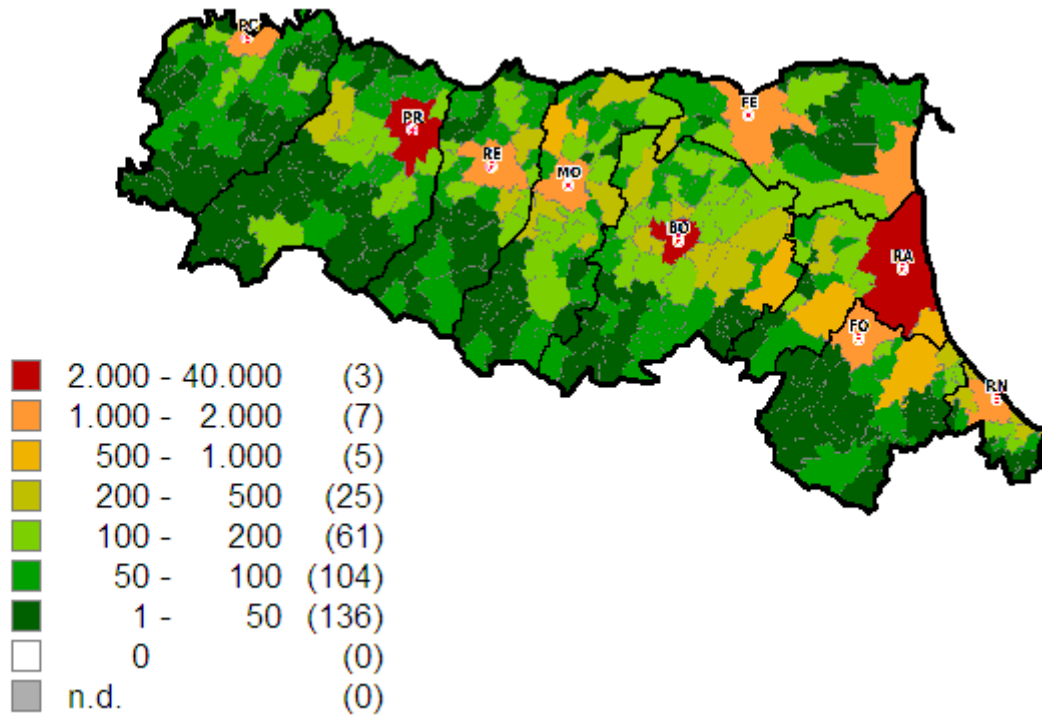 PC
PR
RE
MO
FE
BO
RA
FO
RN
2.000 - 40.000 (3)
1.000 - 2.000 (7)
500 - 1.000 (5)
200 - 500 (25)
100 - 200 (61)
50 - 100 (104)
1 - 50 (136)
0 (0)
n.d. (0)